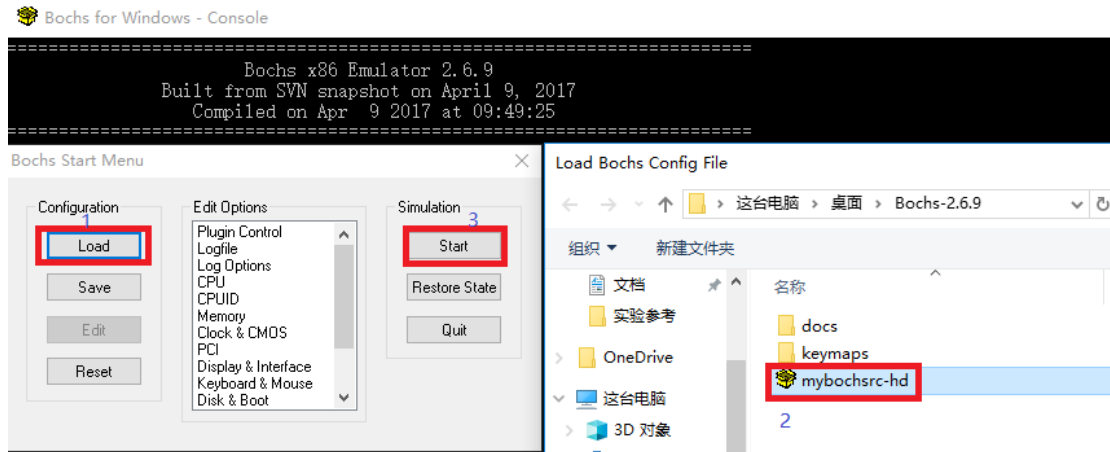 Bochs for Windows - Console
========================================================================
Bochs x86 Emulator 2.6.9
Built from SVN snapshot on April 9, 2017
Compiled on Apr  9 2017 at 09:49:25
========================================================================
Bochs Start Menu
Configuration
1
Load
Save
Edit
Reset
Edit Options
Plugin Control
Logfile
Log Options
CPU
CPUID
Memory
Clock & CMOS
PCI
Display & Interface
Keyboard & Mouse
Disk & Boot
Simulation
3
Start
Restore State
Quit
Load Bochs Config File
这台电脑 › 桌面 › Bochs-2.6.9
组织 新建文件夹
文档
实验参考
OneDrive
这台电脑
3D 对象
名称
docs
keymaps
mybochsrc-hd
2